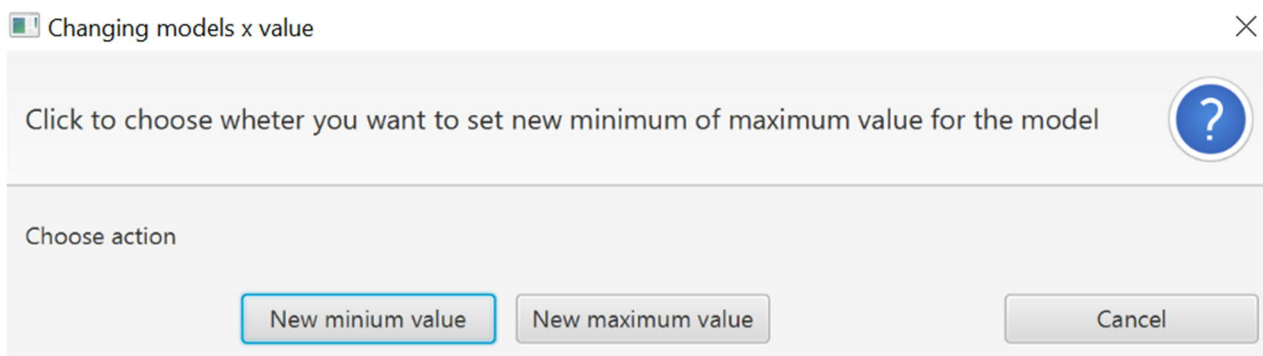 Changing models x value
Click to choose wheter you want to set new minimum of maximum value for the model
?
Choose action
New minium value
New maximum value
Cancel